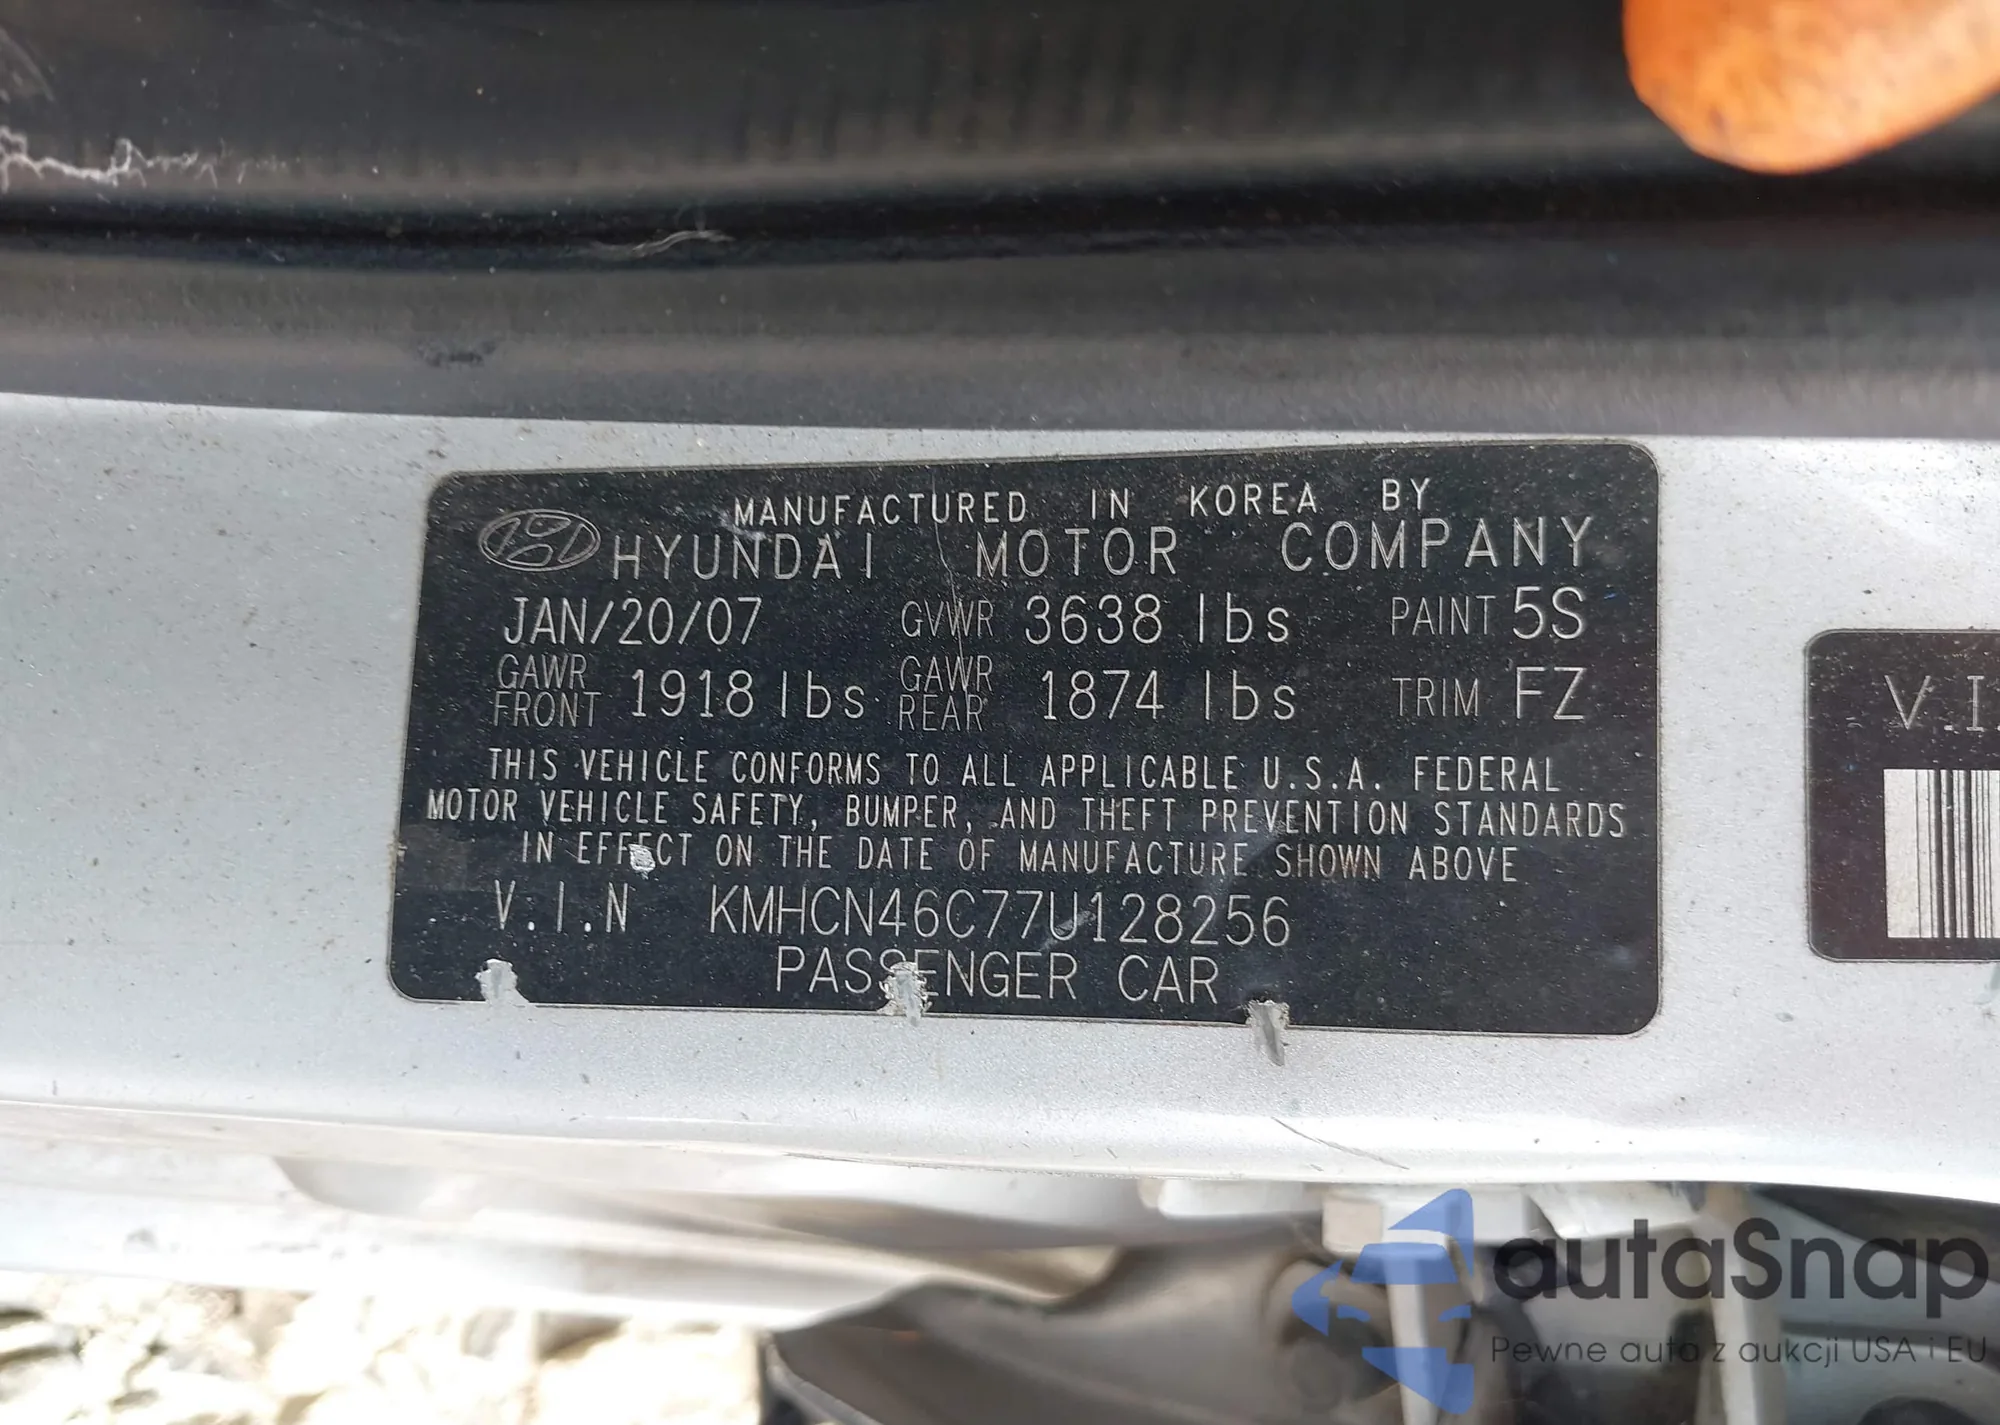 MANUFACTURED IN KOREA BY
HYUNDAI MOTOR COMPANY
JAN/20/07 GVWR 3638 lbs PAINT 5S
GAWR FRONT 1918 lbs GAWR REAR 1874 lbs TRIM FZ
THIS VEHICLE CONFORMS TO ALL APPLICABLE U.S.A. FEDERAL
MOTOR VEHICLE SAFETY, BUMPER, AND THEFT PREVENTION STANDARDS
IN EFFECT ON THE DATE OF MANUFACTURE SHOWN ABOVE
V.I.N KMHCN46C77U128256
PASSENGER CAR
V.I.
autaSnap
Pewne auta z aukcji USA i EU